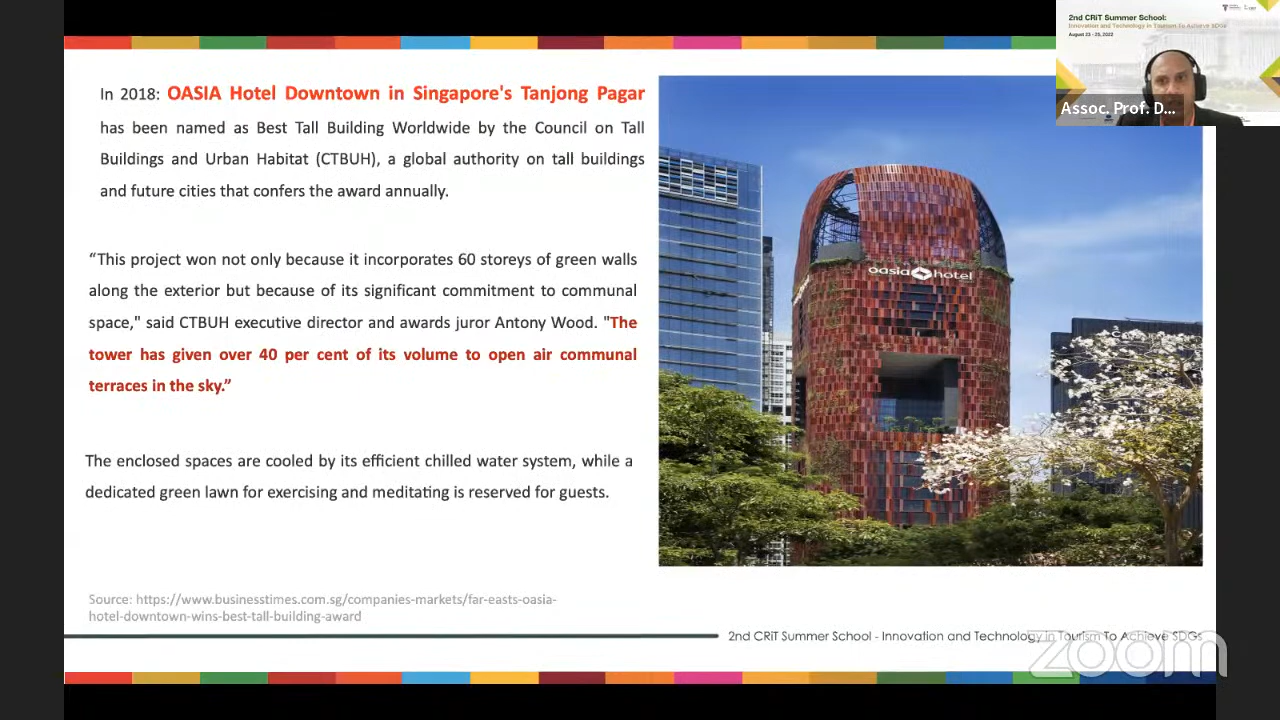 2nd CRiT Summer School:
Innovation and Technology in Tourism To Achieve SDGs
August 23 - 25, 2022
Assoc. Prof. D...
In 2018: OASIA Hotel Downtown in Singapore's Tanjong Pagar
has been named as Best Tall Building Worldwide by the Council on Tall
Buildings and Urban Habitat (CTBUH), a global authority on tall buildings
and future cities that confers the award annually.
“This project won not only because it incorporates 60 storeys of green walls
along the exterior but because of its significant commitment to communal
space," said CTBUH executive director and awards juror Antony Wood. "The
tower has given over 40 per cent of its volume to open air communal
terraces in the sky.”
The enclosed spaces are cooled by its efficient chilled water system, while a
dedicated green lawn for exercising and meditating is reserved for guests.
oasia hotel
Source: https://www.businesstimes.com.sg/companies-markets/far-easts-oasia-
hotel-downtown-wins-best-tall-building-award
2nd CRiT Summer School - Innovation and Technology in Tourism To Achieve SDGs
zoom